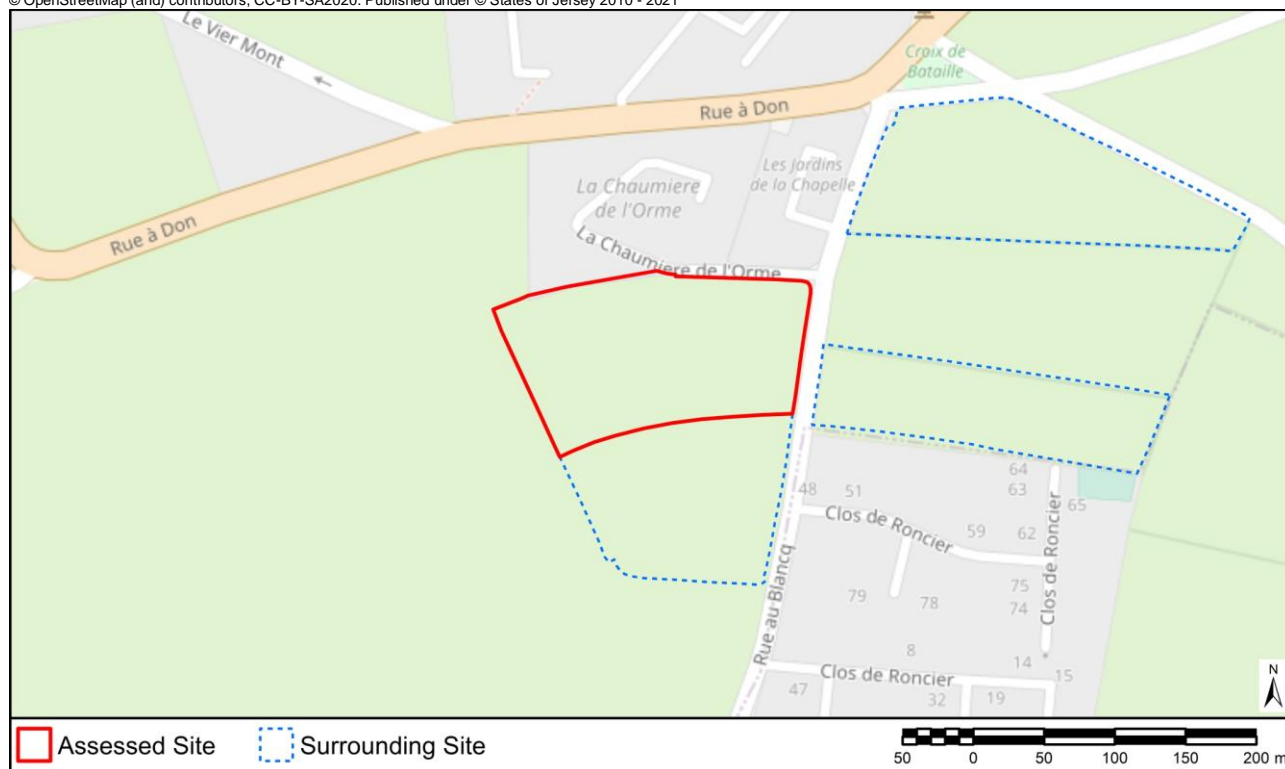 © OpenStreetMap (and) contributors, CC-BY-SA2020. Published under © States of Jersey 2010 - 2021
Le Vier Mont
Croix de
Bataille
Rue à Don
Les Jardins
de la Chapelle
La Chaumiere
de l'Orme
Rue à Don
La Chaumiere de l'Orme
64
63
48
51
65
Clos de Roncier
59
62
75
74
Clos de Roncier
79
78
Rue au Blancq
8
14
15
Clos de Roncier
47
32
19
N
Assessed Site
Surrounding Site
50 0 50 100 150 200 m